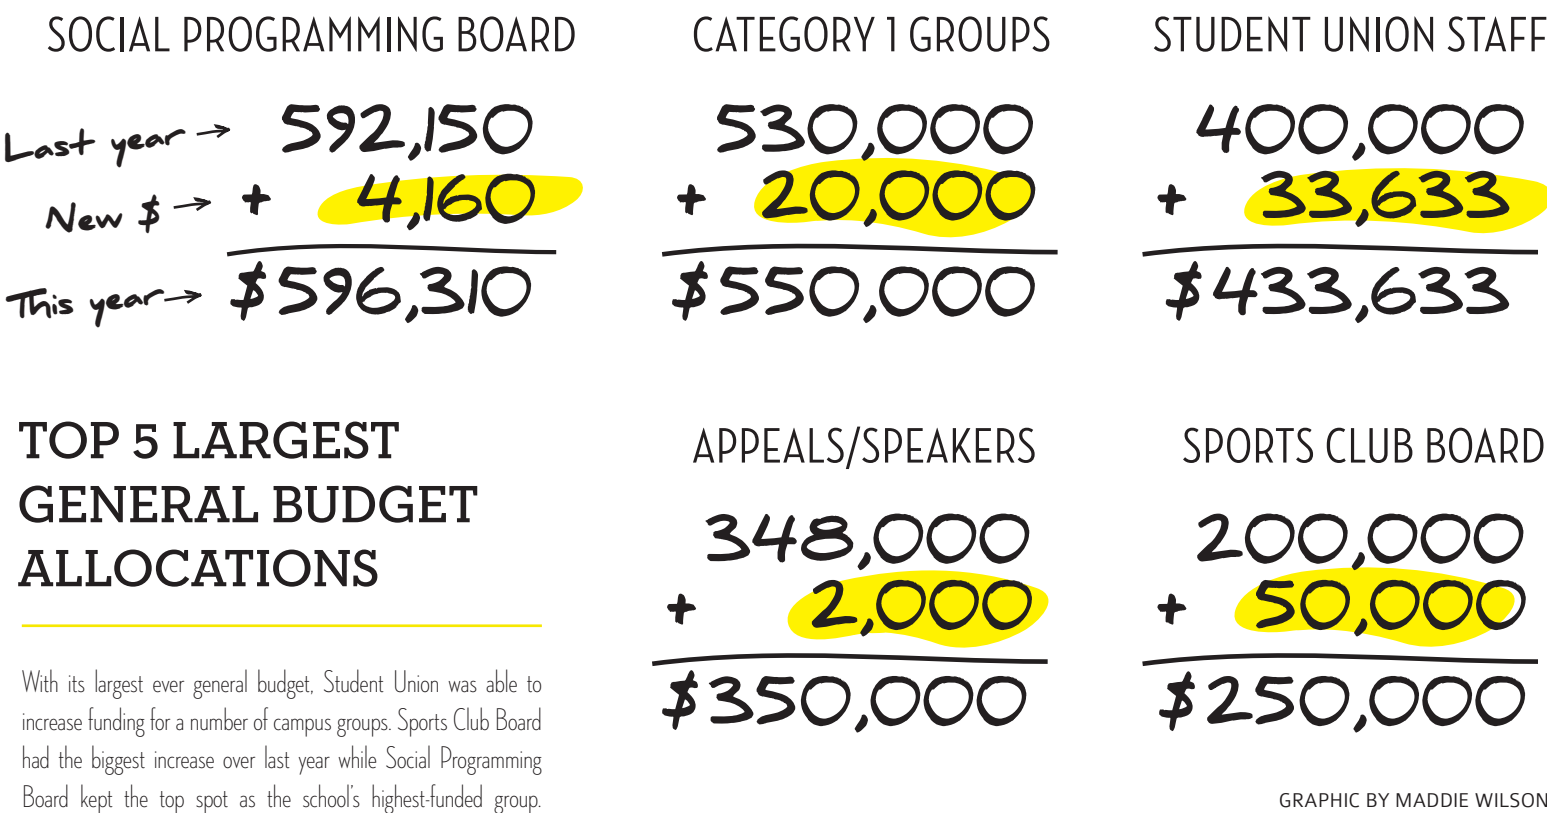 SOCIAL PROGRAMMING BOARD
Last year → 592,150
New $ → + 4,160
This year → $596,310
CATEGORY 1 GROUPS
530,000
+ 20,000
$550,000
STUDENT UNION STAFF
400,000
+ 33,633
$433,633
TOP 5 LARGEST
GENERAL BUDGET
ALLOCATIONS
With its largest ever general budget, Student Union was able to
increase funding for a number of campus groups. Sports Club Board
had the biggest increase over last year while Social Programming
Board kept the top spot as the school's highest-funded group.
APPEALS/SPEAKERS
348,000
+ 2,000
$350,000
SPORTS CLUB BOARD
200,000
+ 50,000
$250,000
GRAPHIC BY MADDIE WILSON